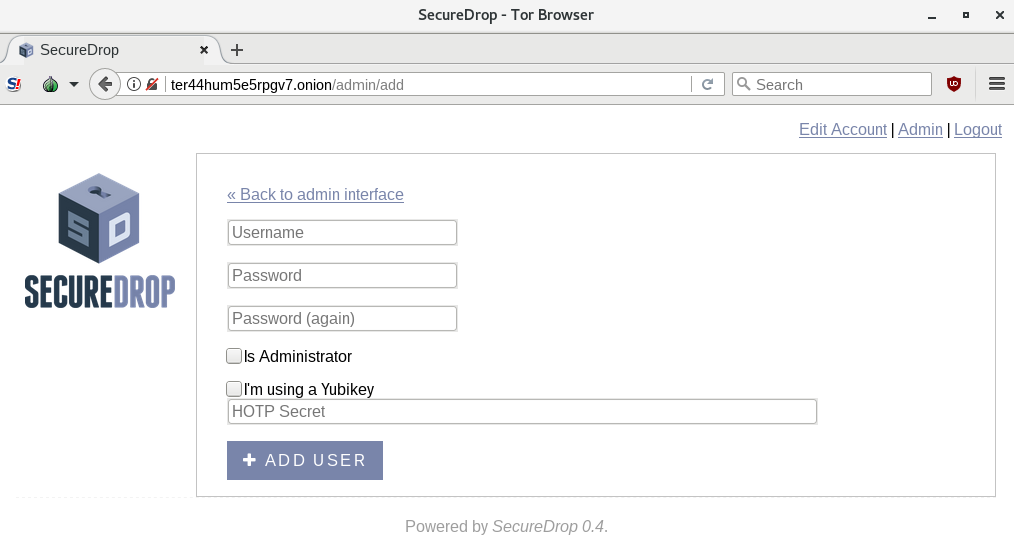 SecureDrop - Tor Browser
SecureDrop
S!
ter44hum5e5rpgv7.onion/admin/add
Search
Edit Account | Admin | Logout
SD
SECUREDROP
« Back to admin interface
Username
Password
Password (again)
Is Administrator
I'm using a Yubikey
HOTP Secret
ADD USER
Powered by SecureDrop 0.4.